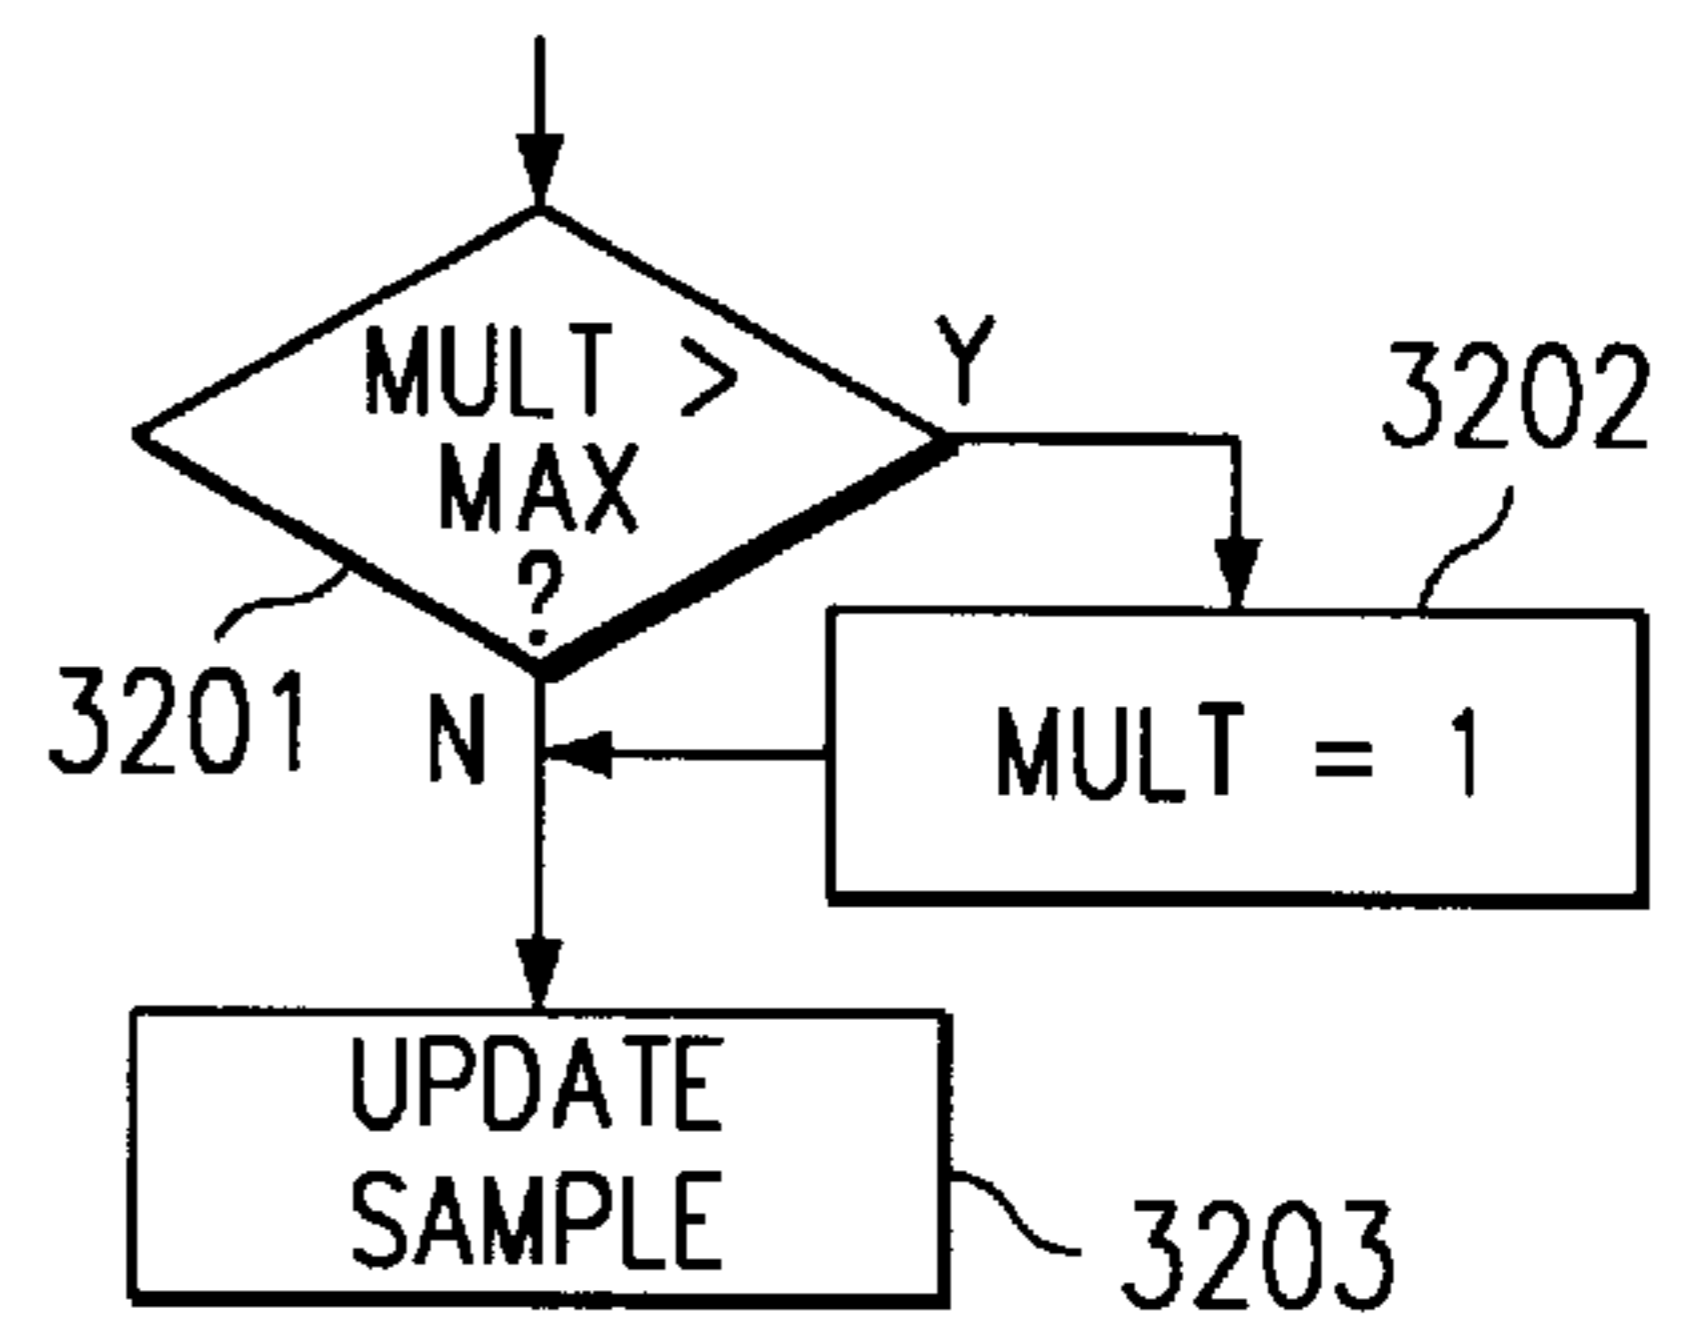 MULT >
MAX
?
Y
3202
3201
N
MULT = 1
UPDATE
SAMPLE
3203